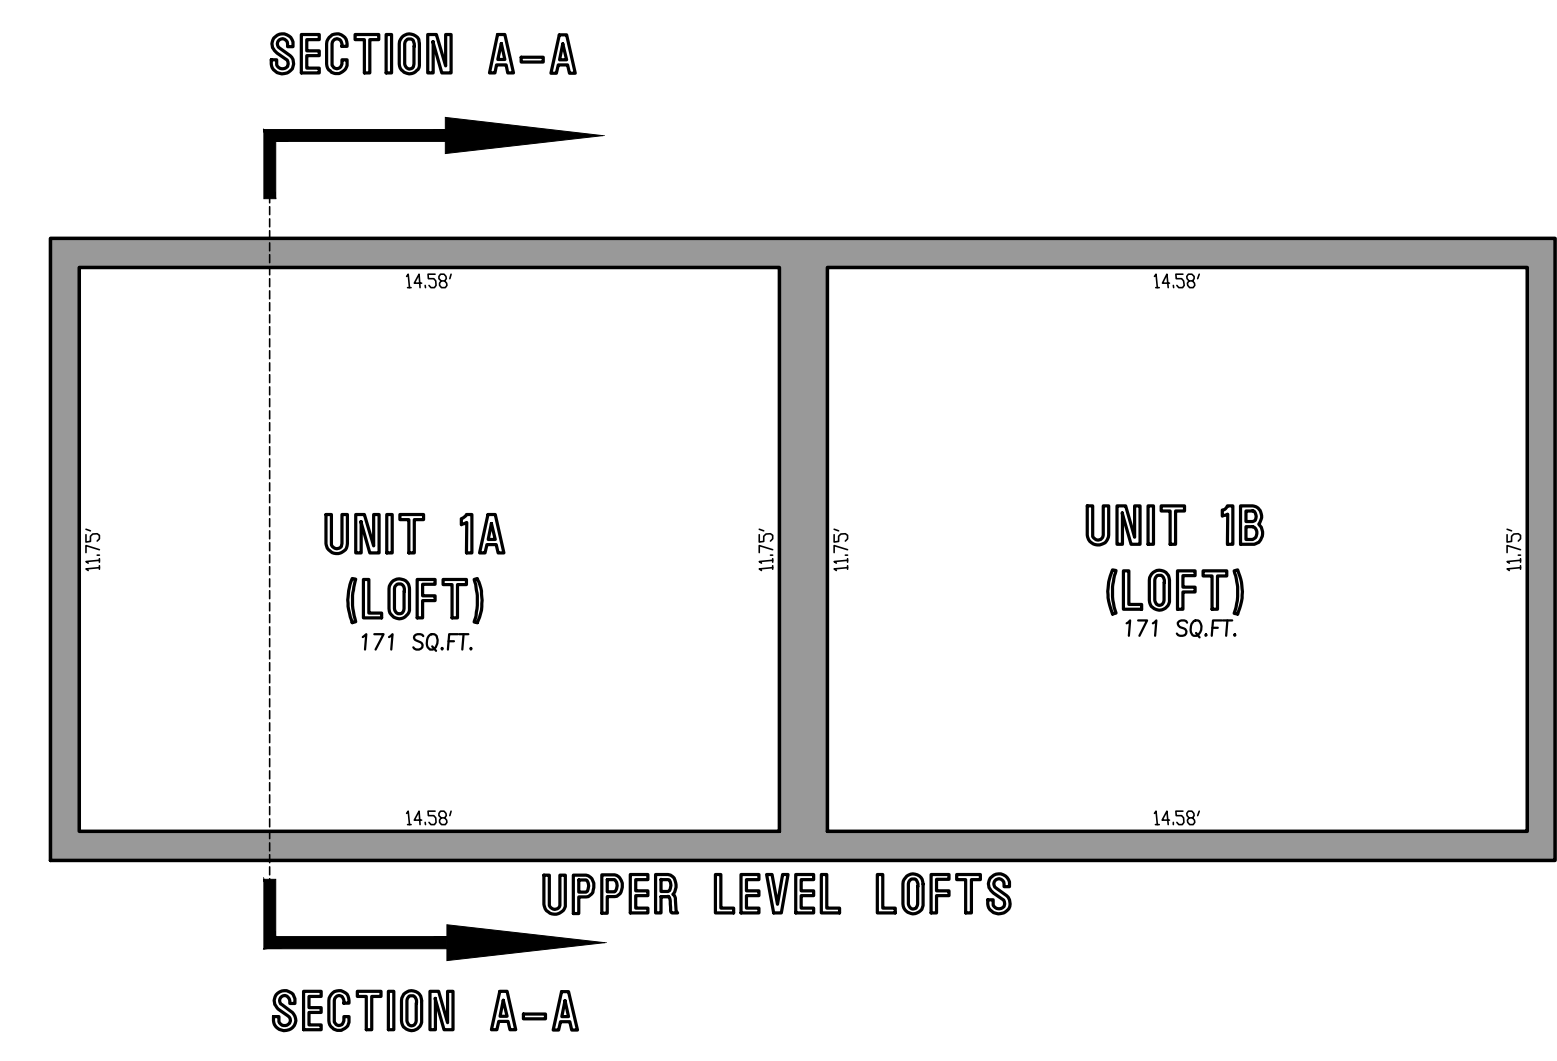 SECTION A-A
14.58'
14.58'
11.75'
11.75'
11.75'
11.75'
UNIT 1A
(LOFT)
171 SQ.FT.
UNIT 1B
(LOFT)
171 SQ.FT.
14.58'
14.58'
UPPER LEVEL LOFTS
SECTION A-A